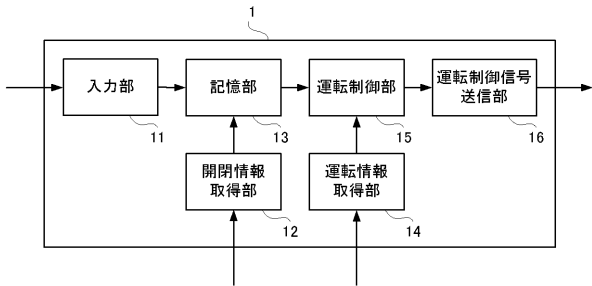 1
入力部
11
記憶部
13
運転制御部
15
運転制御信号
送信部
16
開閉情報
取得部
12
運転情報
取得部
14